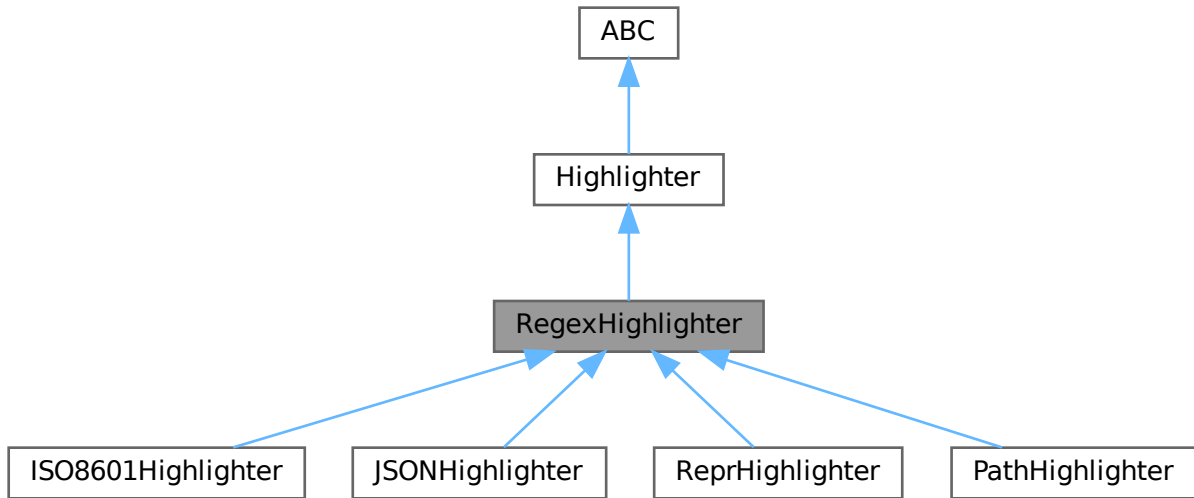 ABC
Highlighter
RegexHighlighter
ISO8601Highlighter
JSONHighlighter
ReprHighlighter
PathHighlighter